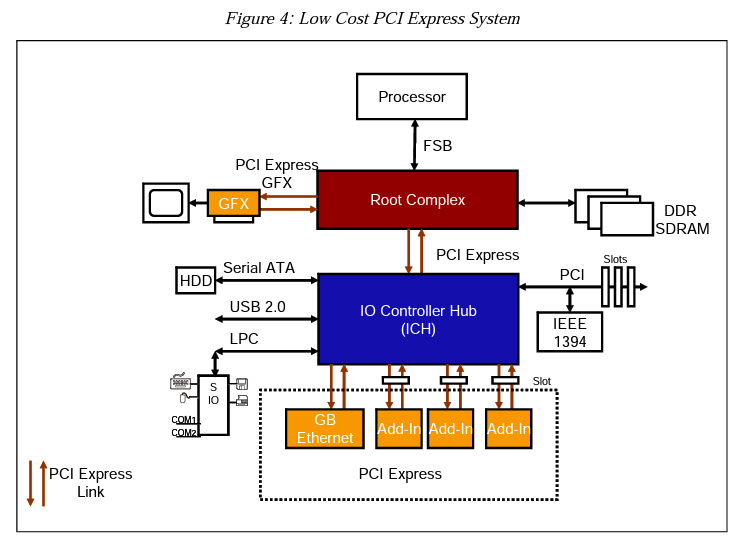 Figure 4: Low Cost PCI Express System
Processor
FSB
PCI Express
GFX
GFX
Root Complex
DDR
SDRAM
PCI Express
Serial ATA
HDD
USB 2.0
LPC
IO Controller Hub
(ICH)
PCI
Slots
IEEE
1394
S
IO
COM1
COM2
Slot
GB
Ethernet
Add-In
Add-In
Add-In
PCI Express
PCI Express
Link